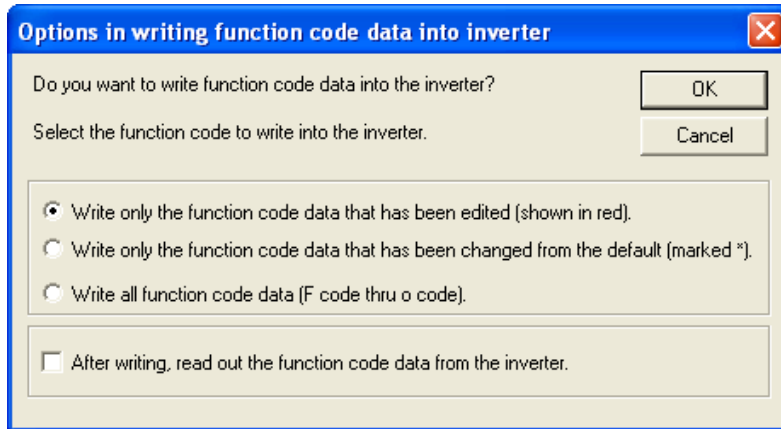 Options in writing function code data into inverter
Do you want to write function code data into the inverter?
OK
Select the function code to write into the inverter.
Cancel
Write only the function code data that has been edited (shown in red).
Write only the function code data that has been changed from the default (marked *).
Write all function code data (F code thru o code).
After writing, read out the function code data from the inverter.